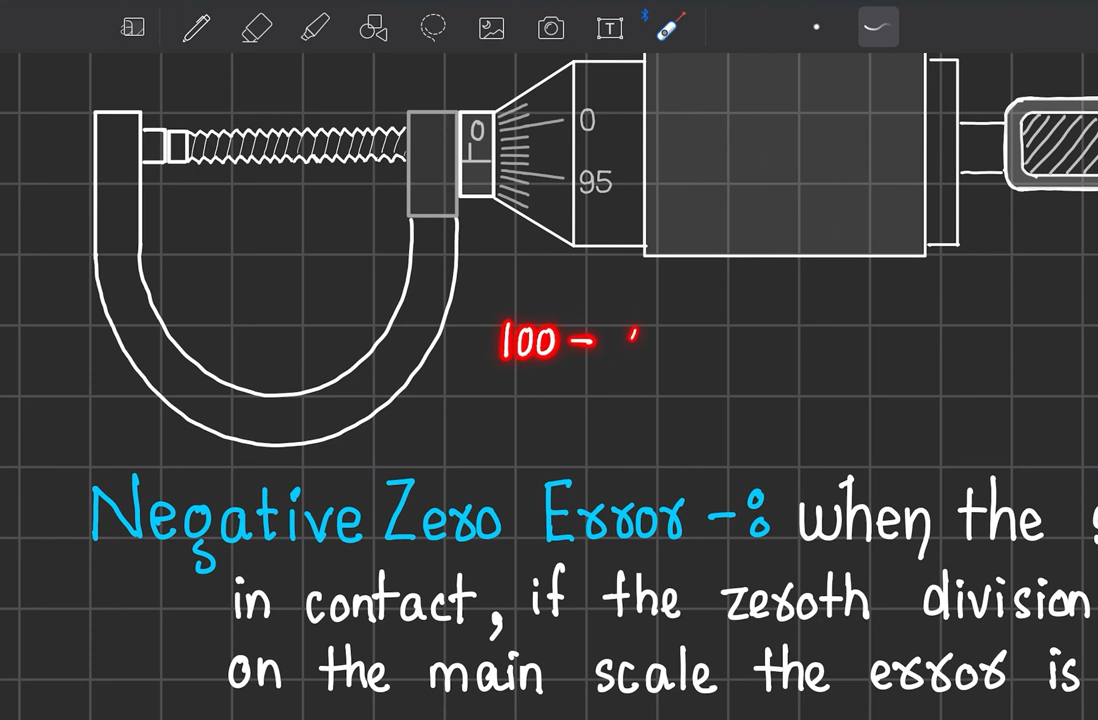 T
0
0
95
100 -
Negative Zero Error -: when the
in contact, if the zeroth division
on the main scale the error is